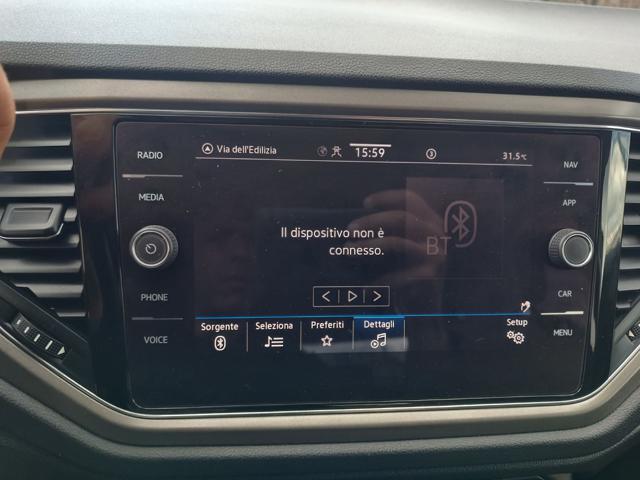 RADIO
MEDIA
PHONE
VOICE
Via dell'Edilizia
15:59
3
31.5°C
Il dispositivo non è
connesso.
BT
Sorgente
Seleziona
Preferiti
Dettagli
Setup
NAV
APP
CAR
MENU